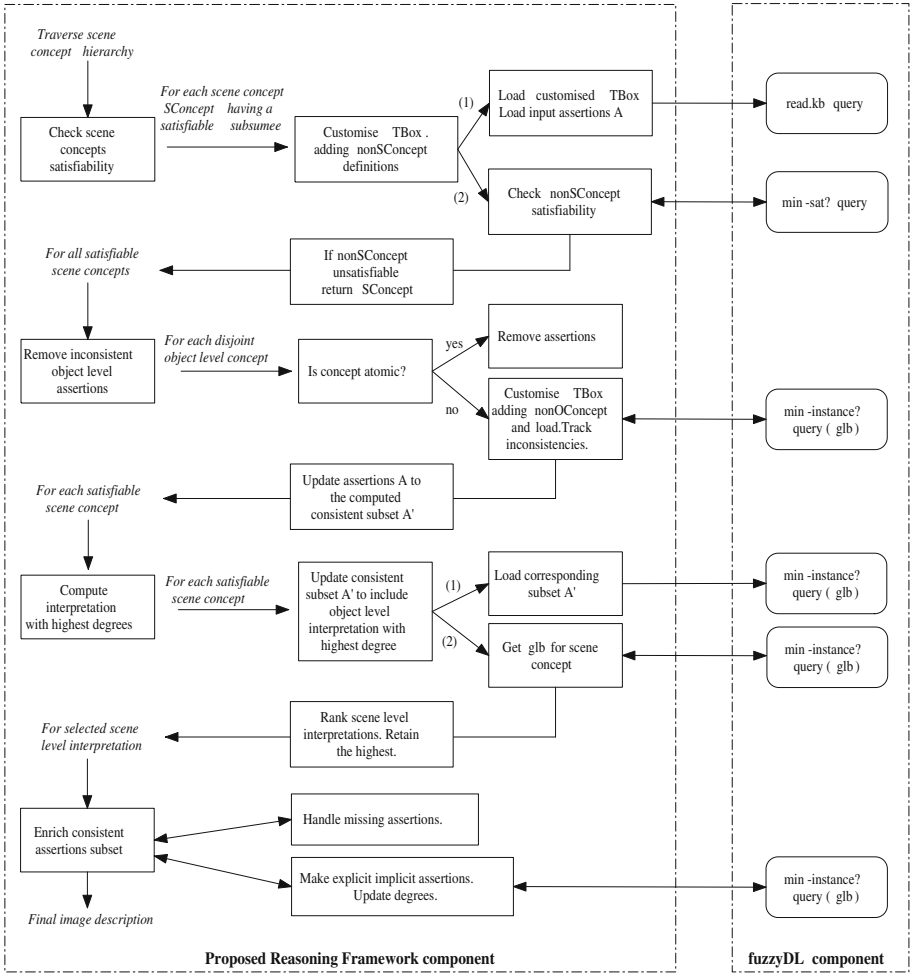 Traverse scene
concept hierarchy
For each scene concept
SConcept having a
satisfiable subsumee
Check scene
concepts
satisfiability
Customise TBox .
adding nonSConcept
definitions
(1)
Load customised TBox
Load input assertions A
read.kb query
(2)
Check nonSConcept
satisfiability
min -sat? query
If nonSConcept
unsatisfiable
return SConcept
For all satisfiable
scene concepts
Remove inconsistent
object level
assertions
For each disjoint
object level concept
Is concept atomic?
yes
Remove assertions
no
Customise TBox
adding nonOConcept
and load.Track
inconsistencies.
min -instance?
query ( glb )
Update assertions A to
the computed
consistent subset A'
For each satisfiable
scene concept
Compute
interpretation
with highest degrees
For each satisfiable
scene concept
Update consistent
subset A' to include
object level
interpretation with
highest degree
(1)
Load corresponding
subset A'
min -instance?
query ( glb )
(2)
Get glb for scene
concept
min -instance?
query ( glb )
Rank scene level
interpretations. Retain
the highest.
For selected scene
level interpretation
Enrich consistent
assertions subset
Handle missing assertions.
Make explicit implicit assertions.
Update degrees.
min -instance?
query ( glb )
Final image description
Proposed Reasoning Framework component
fuzzyDL component